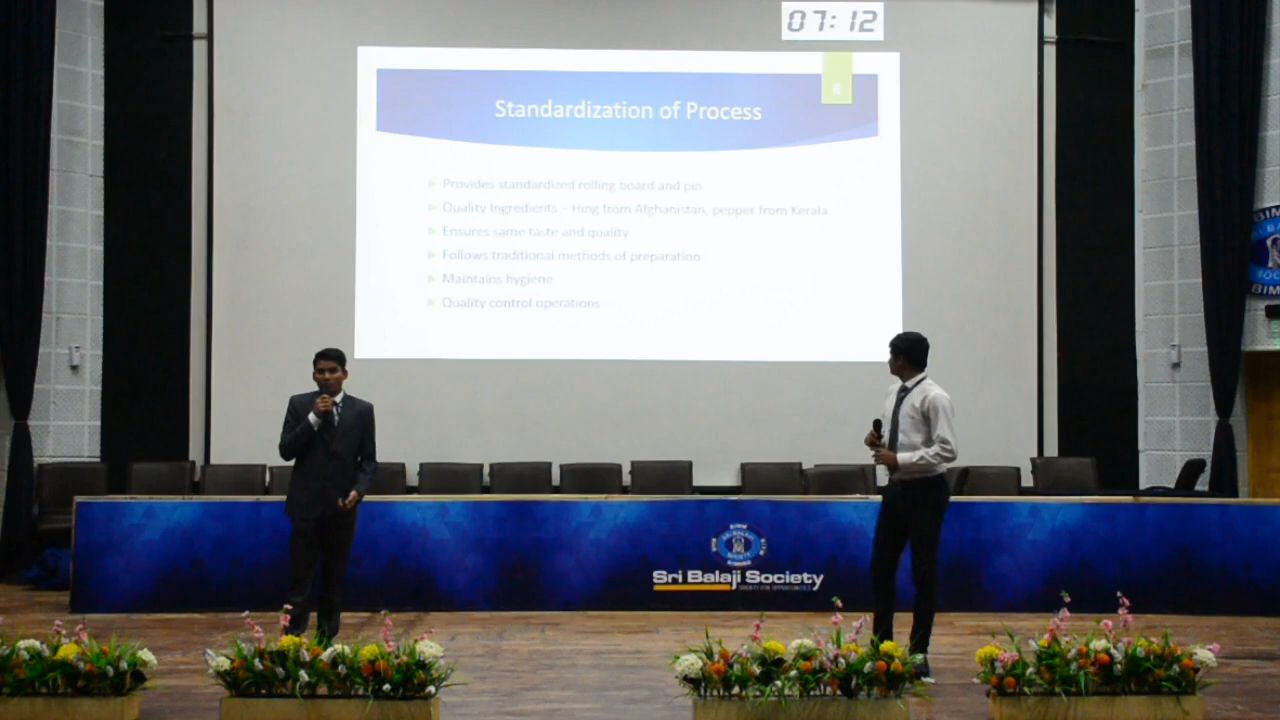 07:12
8
Standardization of Process
Provides standardized rolling board and pin
Quality Ingredients – Hing from Afghanistan, pepper from Kerala
Ensures same taste and quality
Follows traditional methods of preparation
Maintains hygiene
Quality control operations
Sri Balaji Society